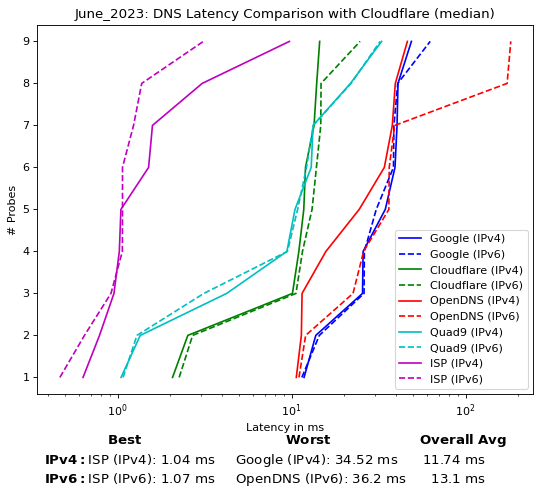 June_2023: DNS Latency Comparison with Cloudflare (median)
9
8
7
6
5
4
3
2
1
# Probes
Google (IPv4)
Google (IPv6)
Cloudflare (IPv4)
Cloudflare (IPv6)
OpenDNS (IPv4)
OpenDNS (IPv6)
Quad9 (IPv4)
Quad9 (IPv6)
ISP (IPv4)
ISP (IPv6)
10⁰ 10¹ 10²
Latency in ms
Best Worst Overall Avg
IPv4: ISP (IPv4): 1.04 ms Google (IPv4): 34.52 ms 11.74 ms
IPv6: ISP (IPv6): 1.07 ms OpenDNS (IPv6): 36.2 ms 13.1 ms